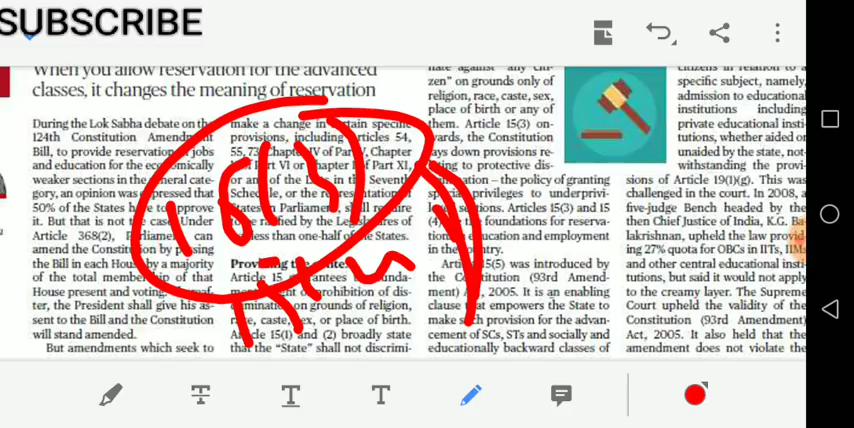 SUBSCRIBE
When you allow reservation for the advanced
classes, it changes the meaning of reservation
During the Lok Sabha debate on the
124th Constitution Amendment
Bill, to provide reservation in jobs
and education for the economically
weaker sections in the general cate-
gory, an opinion was expressed that
50% of the States have to approve
it. But that is not the case. Under
Article 368(2), Parliament can
amend the Constitution by passing
the Bill in each House by a majority
of the total membership of that
House present and voting. Thereaf-
ter, the President shall give his as-
sent to the Bill and the Constitution
will stand amended.
But amendments which seek to
make a change in certain specific
provisions, including Articles 54,
55, 73, Chapter IV of Part V, Chapter
V of Part VI or Chapter I of Part XI,
or any of the Lists in the Seventh
Schedule, or the representation of
States in Parliament, shall require
to be ratified by the Legislatures of
not less than one-half of the States.
Providing the context
Article 15 guarantees the funda-
mental right of prohibition of dis-
crimination on grounds of religion,
race, caste, sex, or place of birth.
Article 15(1) and (2) broadly state
that the “State” shall not discrimi-
nate against “any citi-
zen” on grounds only of
religion, race, caste, sex,
place of birth or any of
them. Article 15(3) on-
wards, the Constitution
lays down provisions re-
lating to protective dis-
crimination – the policy of granting
special privileges to underprivi-
leged sections. Articles 15(3) and 15
(4) are the foundations for reserva-
tion in education and employment
in the country.
Article 15(5) was introduced by
the Constitution (93rd Amend-
ment) Act, 2005. It is an enabling
clause that empowers the State to
make such provision for the advan-
cement of SCs, STs and socially and
educationally backward classes of
citizens in relation to a
specific subject, namely,
admission to educational
institutions including
private educational insti-
tutions, whether aided or
unaided by the state, not-
withstanding the provi-
sions of Article 19(1)(g). This was
challenged in the court. In 2008, a
five-judge Bench headed by the
then Chief Justice of India, K.G. Ba-
lakrishnan, upheld the law provid-
ing 27% quota for OBCs in IITs, IIMs
and other central educational insti-
tutions, but said it would not apply
to the creamy layer. The Supreme
Court upheld the validity of the
Constitution (93rd Amendment)
Act, 2005. It also held that the
amendment does not violate the